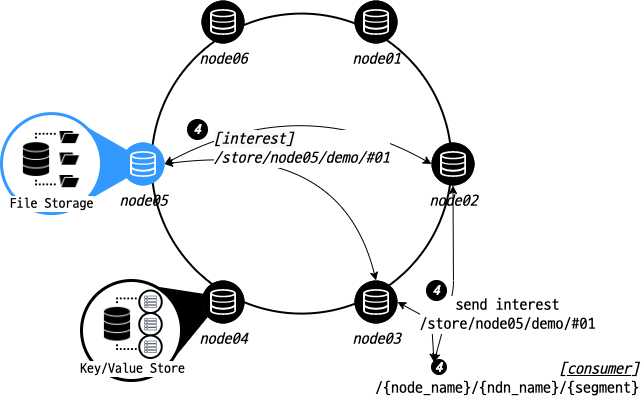 node06
node01
4
[interest]
/store/node05/demo/#01
File Storage
node05
node02
4
send interest
/store/node05/demo/#01
node04
node03
Key/Value Store
4
[consumer]
/{node_name}/{ndn_name}/{segment}